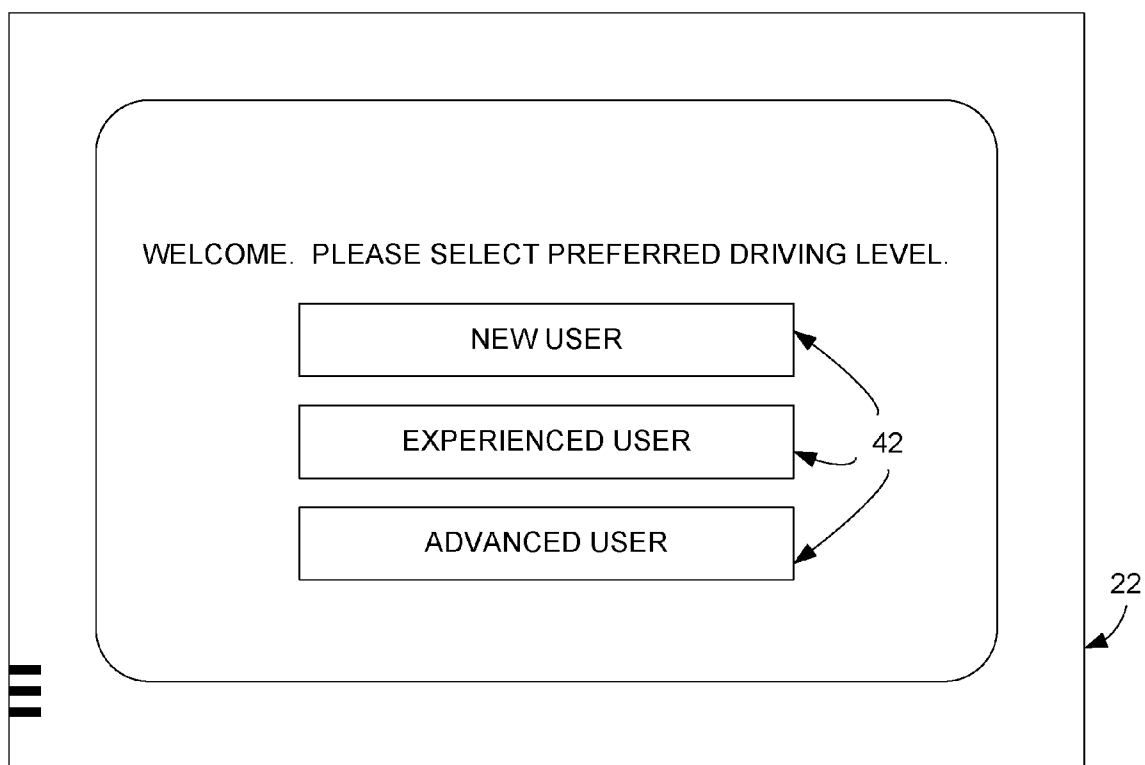 WELCOME. PLEASE SELECT PREFERRED DRIVING LEVEL.
NEW USER
EXPERIENCED USER
42
ADVANCED USER
22